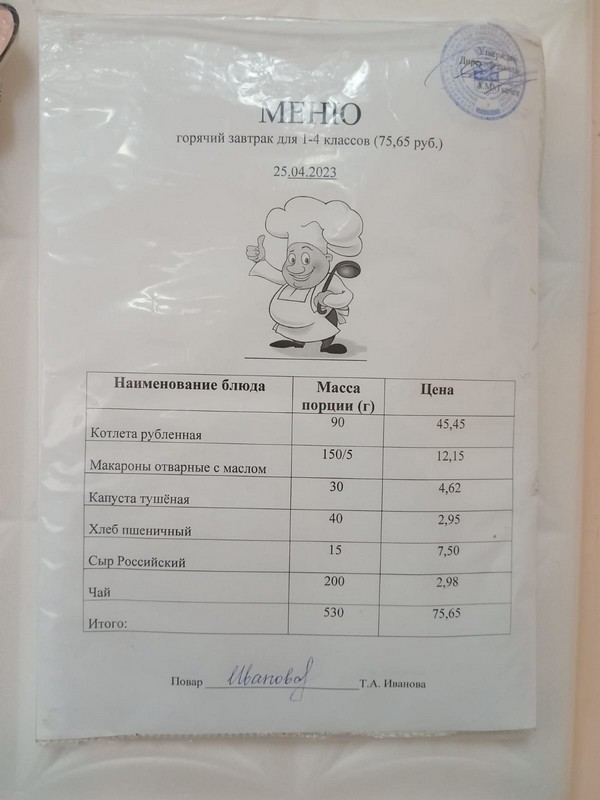 Утверждаю
МЕНЮ
горячий завтрак для 1-4 классов (75,65 руб.)
25.04.2023
Наименование блюда Масса порции (г) Цена
Котлета рубленная 90 45,45
Макароны отварные с маслом 150/5 12,15
Капуста тушёная 30 4,62
Хлеб пшеничный 40 2,95
Сыр Российский 15 7,50
Чай 200 2,98
Итого: 530 75,65
Повар Иванова Т.А. Иванова